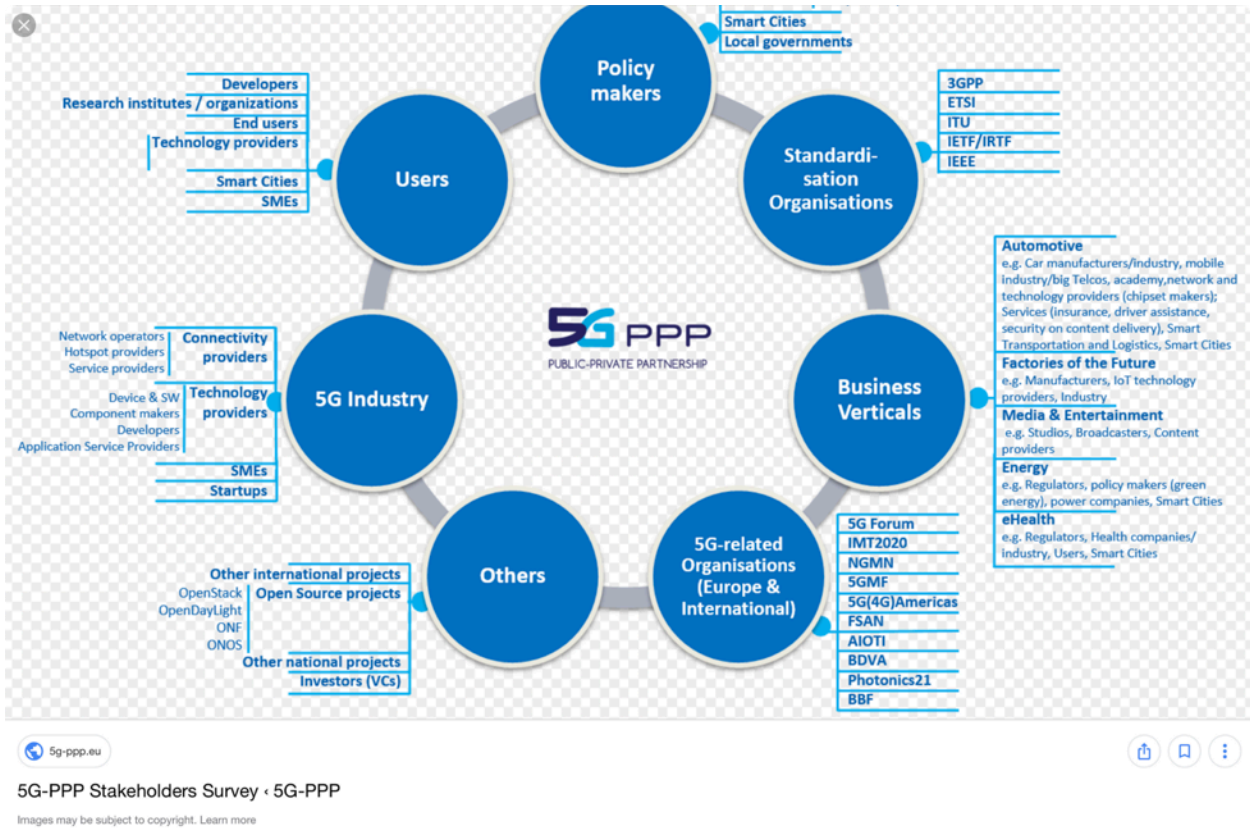 Smart Cities
Local governments
Policy
makers
3GPP
ETSI
ITU
IETF/IRTF
IEEE
Standardi-
sation
Organisations
Automotive
e.g. Car manufacturers/industry, mobile
industry/big Telcos, academy,network and
technology providers (chipset makers);
Services (insurance, driver assistance,
security on content delivery), Smart
Transportation and Logistics, Smart Cities
Factories of the Future
e.g. Manufacturers, IoT technology
providers, Industry
Media & Entertainment
e.g. Studios, Broadcasters, Content
providers
Energy
e.g. Regulators, policy makers (green
energy), power companies, Smart Cities
eHealth
e.g. Regulators, Health companies/
industry, Users, Smart Cities
Business
Verticals
5G Forum
IMT2020
NGMN
5GMF
5G(4G)Americas
FSAN
AIOTI
BDVA
Photonics21
BBF
5G-related
Organisations
(Europe &
International)
Others
Other international projects
Open Source projects
OpenStack
OpenDayLight
ONF
ONOS
Other national projects
Investors (VCs)
5G Industry
Connectivity
providers
Network operators
Hotspot providers
Service providers
Technology
providers
Device & SW
Component makers
Developers
Application Service Providers
SMEs
Startups
Users
Developers
Research institutes / organizations
End users
Technology providers
Smart Cities
SMEs
5G PPP
PUBLIC-PRIVATE PARTNERSHIP
5g-ppp.eu
5G-PPP Stakeholders Survey ‹ 5G-PPP
Images may be subject to copyright. Learn more